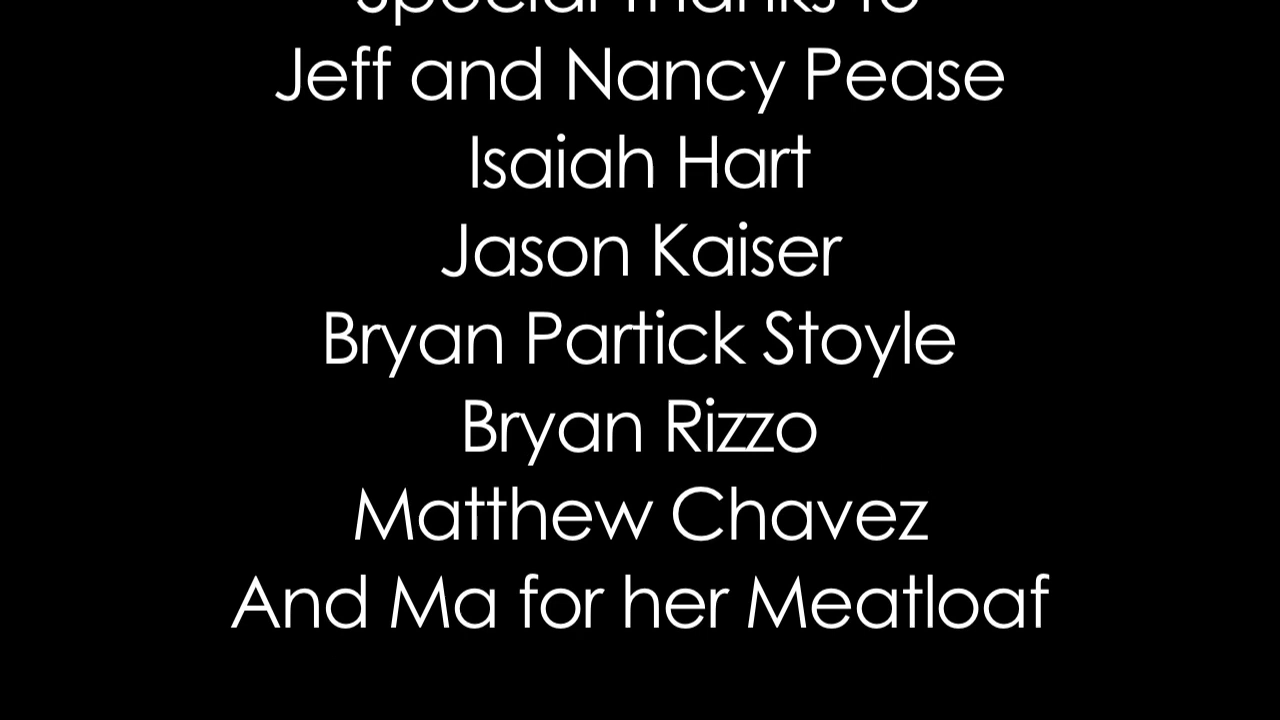 Special Thanks To
Jeff and Nancy Pease
Isaiah Hart
Jason Kaiser
Bryan Partick Stoyle
Bryan Rizzo
Matthew Chavez
And Ma for her Meatloaf